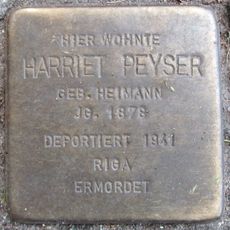 HIER WOHNTE
HARRIET PEYSER
GEB. HEIMANN
JG. 1878
DEPORTIERT 1941
RIGA
ERMORDET